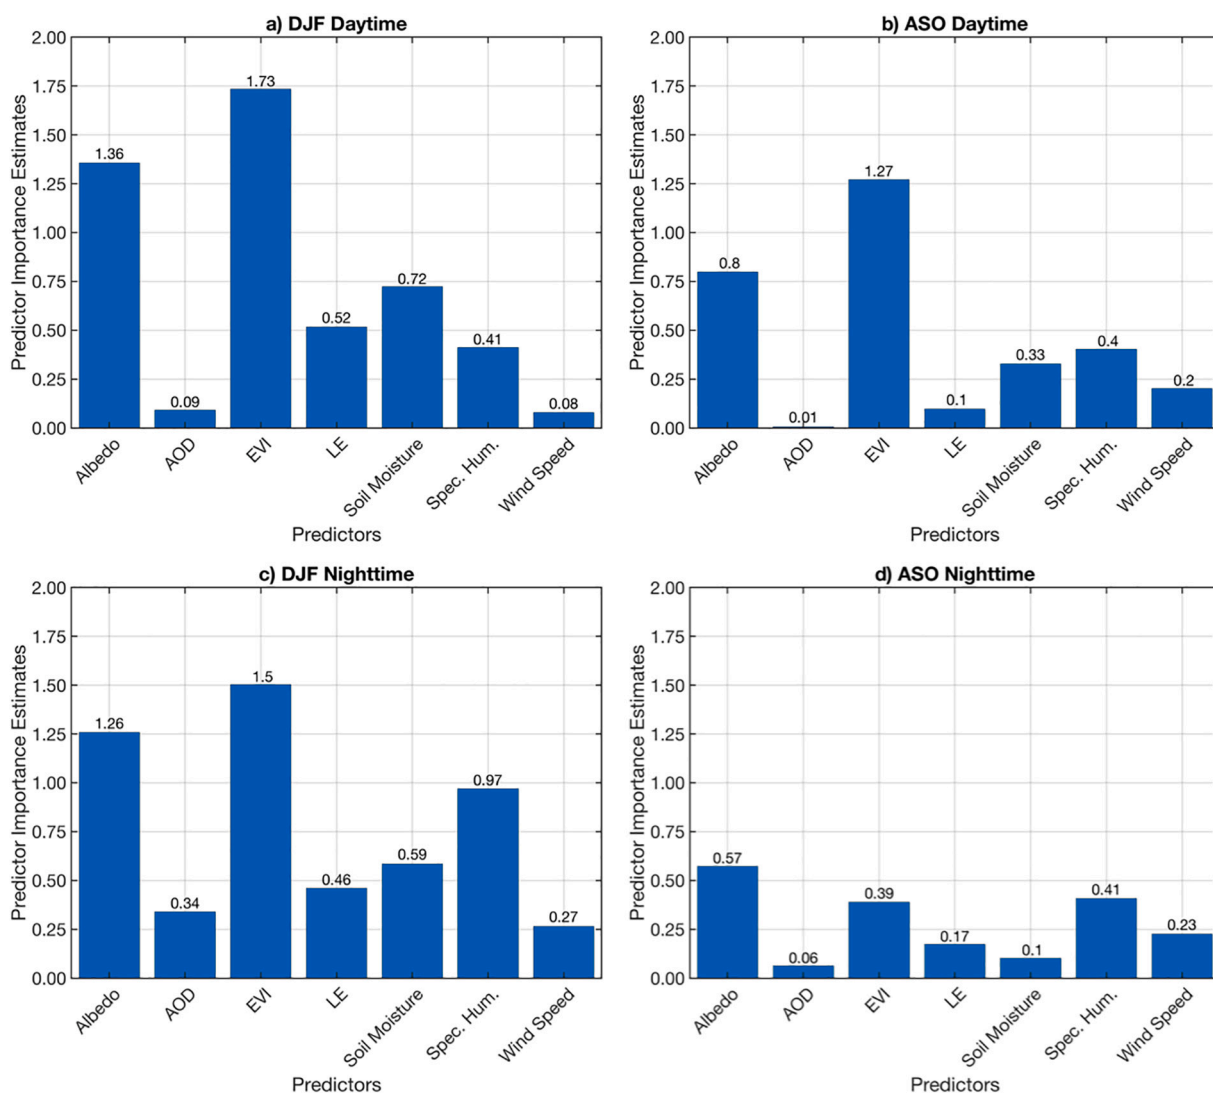 a) DJF Daytime
Predictor Importance Estimates
2.00
1.75
1.50
1.25
1.00
0.75
0.50
0.25
0.00
1.36
0.09
1.73
0.52
0.72
0.41
0.08
Albedo
AOD
EVI
LE
Soil Moisture
Spec. Hum.
Wind Speed
Predictors
b) ASO Daytime
Predictor Importance Estimates
2.00
1.75
1.50
1.25
1.00
0.75
0.50
0.25
0.00
0.8
0.01
1.27
0.1
0.33
0.4
0.2
Albedo
AOD
EVI
LE
Soil Moisture
Spec. Hum.
Wind Speed
Predictors
c) DJF Nighttime
Predictor Importance Estimates
2.00
1.75
1.50
1.25
1.00
0.75
0.50
0.25
0.00
1.26
0.34
1.5
0.46
0.59
0.97
0.27
Albedo
AOD
EVI
LE
Soil Moisture
Spec. Hum.
Wind Speed
Predictors
d) ASO Nighttime
Predictor Importance Estimates
2.00
1.75
1.50
1.25
1.00
0.75
0.50
0.25
0.00
0.57
0.06
0.39
0.17
0.1
0.41
0.23
Albedo
AOD
EVI
LE
Soil Moisture
Spec. Hum.
Wind Speed
Predictors